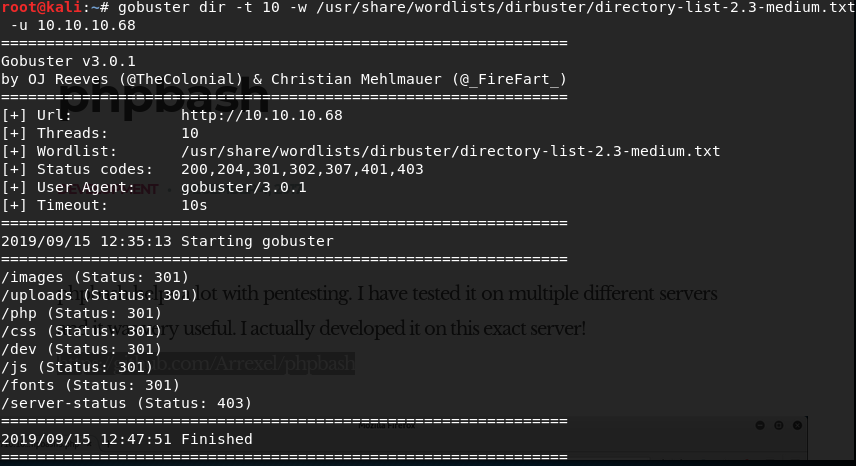 root@kali:~# gobuster dir -t 10 -w /usr/share/wordlists/dirbuster/directory-list-2.3-medium.txt
-u 10.10.10.68
===============================================================
Gobuster v3.0.1
by OJ Reeves (@TheColonial) & Christian Mehlmauer (@_FireFart_)
===============================================================
phpbash
[+] Url: http://10.10.10.68
[+] Threads: 10
[+] Wordlist: /usr/share/wordlists/dirbuster/directory-list-2.3-medium.txt
[+] Status codes: 200,204,301,302,307,401,403
[+] User Agent: gobuster/3.0.1
[+] Timeout: 10s
===============================================================
2019/09/15 12:35:13 Starting gobuster
===============================================================
/images (Status: 301)
/uploads (Status: 301)
lot with pentesting. I have tested it on multiple different servers
/php (Status: 301)
/css (Status: 301)
useful. I actually developed it on this exact server!
/dev (Status: 301)
/js (Status: 301)
.com/Arrexel/phpbash
/fonts (Status: 301)
/server-status (Status: 403)
===============================================================
2019/09/15 12:47:51 Finished
===============================================================